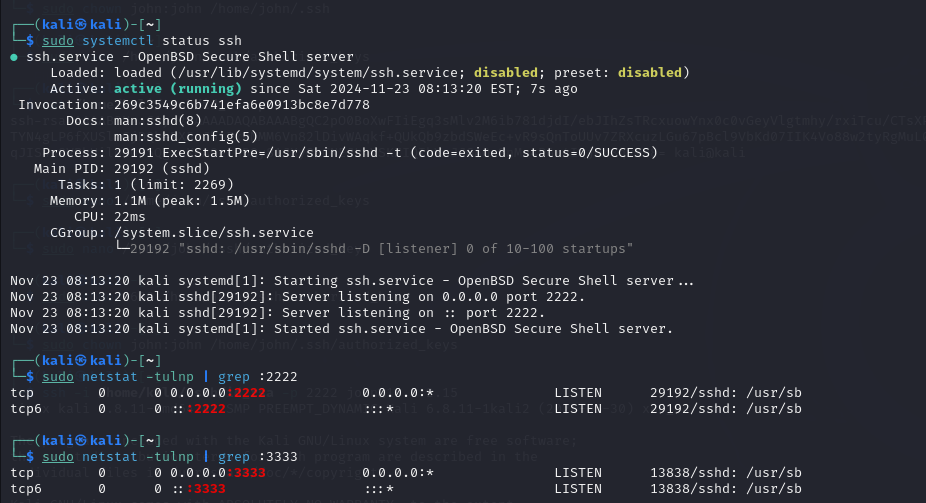 ┌──(kali㉿kali)-[~]
└─$ sudo systemctl status ssh
● ssh.service - OpenBSD Secure Shell server
Loaded: loaded (/usr/lib/systemd/system/ssh.service; disabled; preset: disabled)
Active: active (running) since Sat 2024-11-23 08:13:20 EST; 7s ago
Invocation: 269c3549c6b741efa6e0913bc8e7d778
Docs: man:sshd(8)
man:sshd_config(5)
Process: 29191 ExecStartPre=/usr/sbin/sshd -t (code=exited, status=0/SUCCESS)
Main PID: 29192 (sshd)
Tasks: 1 (limit: 2269)
Memory: 1.1M (peak: 1.5M)
CPU: 22ms
CGroup: /system.slice/ssh.service
└─29192 "sshd: /usr/sbin/sshd -D [listener] 0 of 10-100 startups"
Nov 23 08:13:20 kali systemd[1]: Starting ssh.service - OpenBSD Secure Shell server...
Nov 23 08:13:20 kali sshd[29192]: Server listening on 0.0.0.0 port 2222.
Nov 23 08:13:20 kali sshd[29192]: Server listening on :: port 2222.
Nov 23 08:13:20 kali systemd[1]: Started ssh.service - OpenBSD Secure Shell server.
┌──(kali㉿kali)-[~]
└─$ sudo netstat -tulnp | grep :2222
tcp 0 0 0.0.0.0:2222 0.0.0.0:* LISTEN 29192/sshd: /usr/sb
tcp6 0 0 :::2222 :::* LISTEN 29192/sshd: /usr/sb
┌──(kali㉿kali)-[~]
└─$ sudo netstat -tulnp | grep :3333
tcp 0 0 0.0.0.0:3333 0.0.0.0:* LISTEN 13838/sshd: /usr/sb
tcp6 0 0 :::3333 :::* LISTEN 13838/sshd: /usr/sb